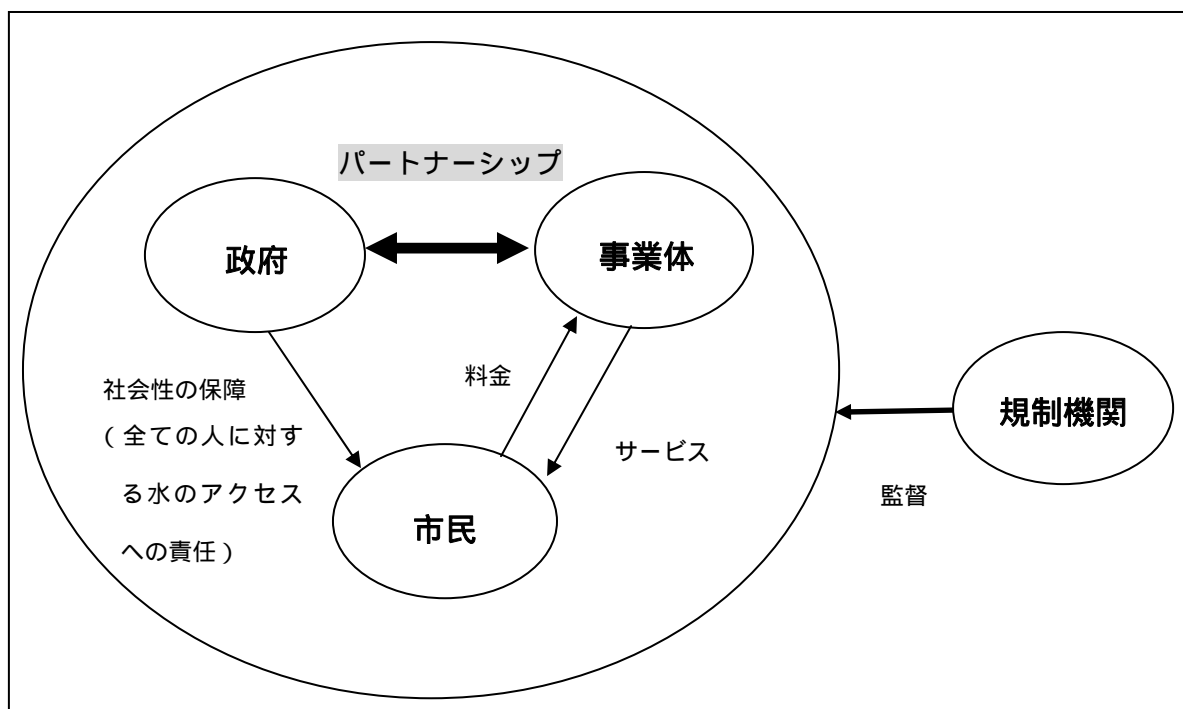 パートナーシップ
政府
事業体
社会性の保障
（全ての人に対す
る水のアクセス
への責任）
料金
サービス
市民
規制機関
監督